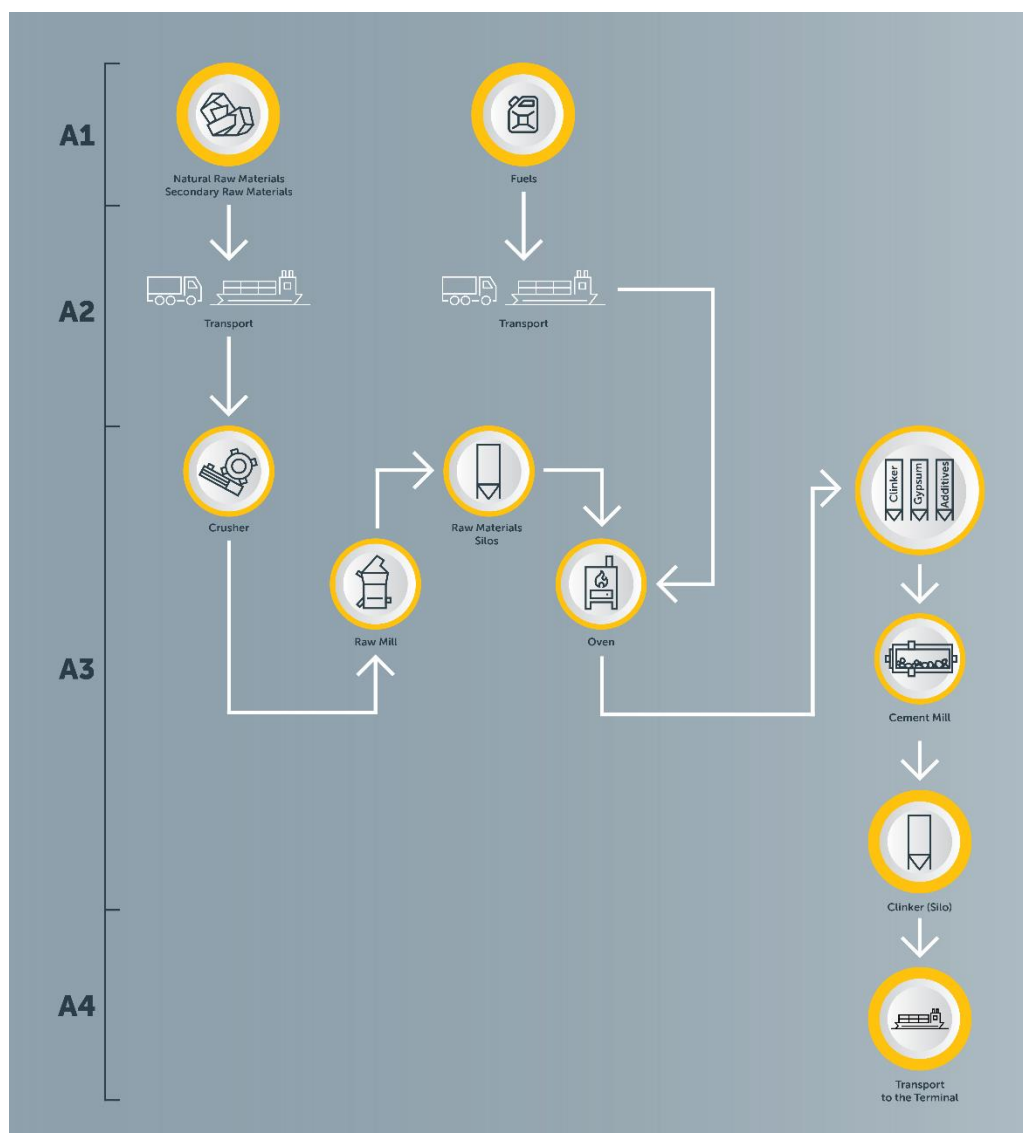 A1
Natural Raw Materials
Secondary Raw Materials
Fuels
A2
Transport
Transport
Crusher
Raw Materials
Silos
Clinker
Gypsum
Additives
Raw Mill
Oven
A3
Cement Mill
Clinker (Silo)
A4
Transport
to the Terminal